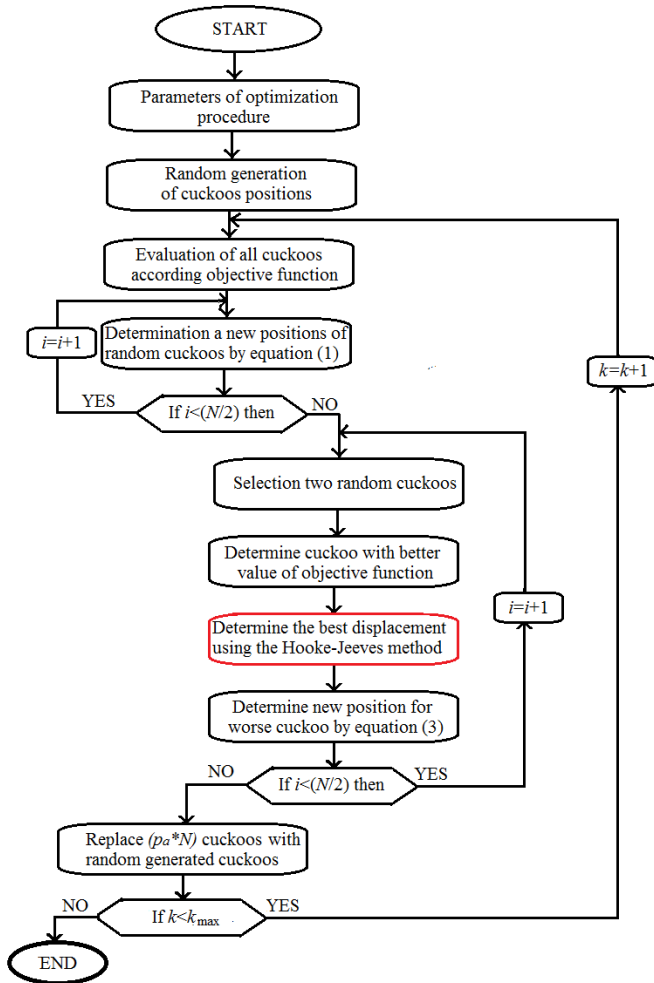 START
Parameters of optimization
procedure
Random generation
of cuckoos positions
Evaluation of all cuckoos
according objective function
i=i+1
Determination a new positions of
random cuckoos by equation (1)
k=k+1
YES
If i<(N/2) then
NO
Selection two random cuckoos
Determine cuckoo with better
value of objective function
i=i+1
Determine the best displacement
using the Hooke-Jeeves method
Determine new position for
worse cuckoo by equation (3)
NO
If i<(N/2) then
YES
Replace (pa*N) cuckoos with
random generated cuckoos
NO
If k<kmax
YES
END